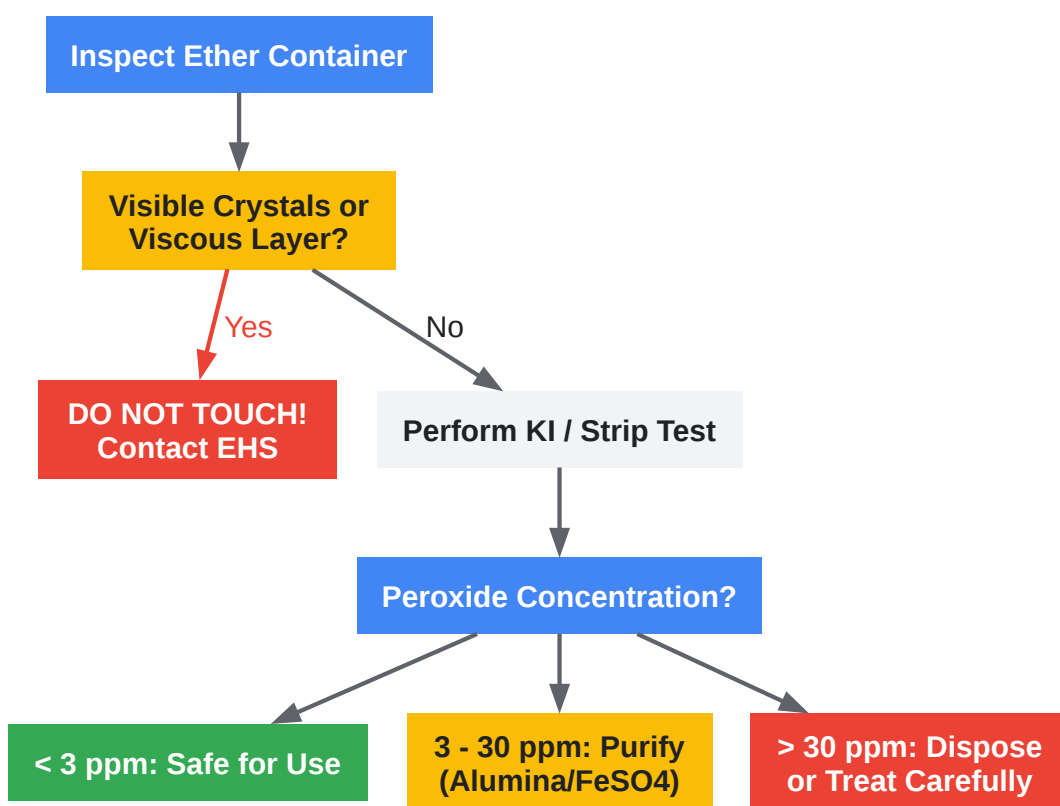 Inspect Ether Container
Visible Crystals or
Viscous Layer?
Yes
No
DO NOT TOUCH!
Contact EHS
Perform KI / Strip Test
Peroxide Concentration?
< 3 ppm: Safe for Use
3 - 30 ppm: Purify
(Alumina/FeSO4)
> 30 ppm: Dispose
or Treat Carefully